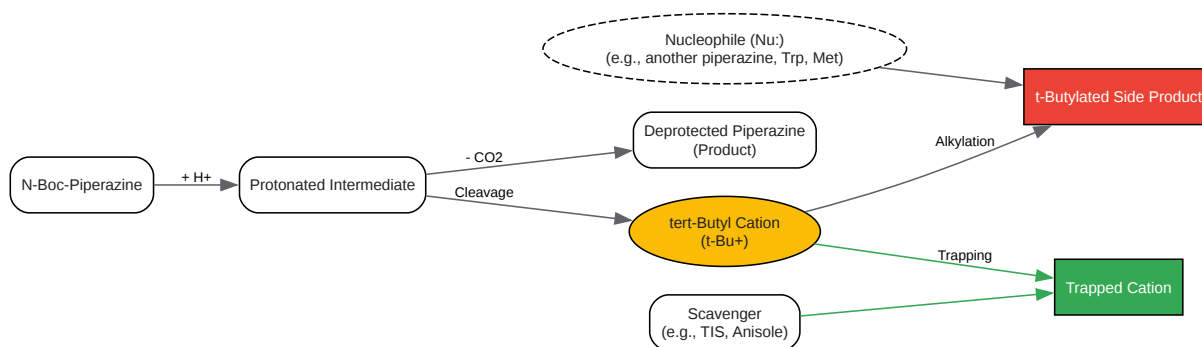 Nucleophile (Nu:)
(e.g., another piperazine, Trp, Met)
t-Butylated Side Product
Deprotected Piperazine
(Product)
- CO2
Alkylation
N-Boc-Piperazine
+ H+
Protonated Intermediate
Cleavage
tert-Butyl Cation
(t-Bu+)
Trapping
Trapped Cation
Scavenger
(e.g., TIS, Anisole)